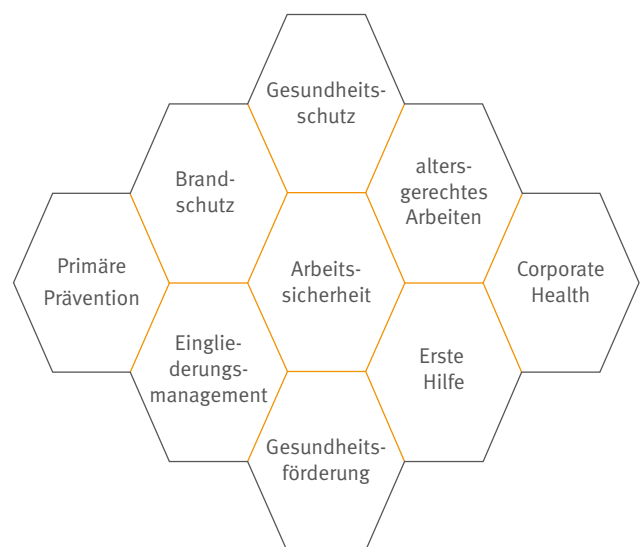 Gesundheits-
schutz
Brand-
schutz
alters-
gerechtes
Arbeiten
Primäre
Prävention
Arbeits-
sicherheit
Corporate
Health
Einglie-
derungs-
management
Erste
Hilfe
Gesundheits-
förderung